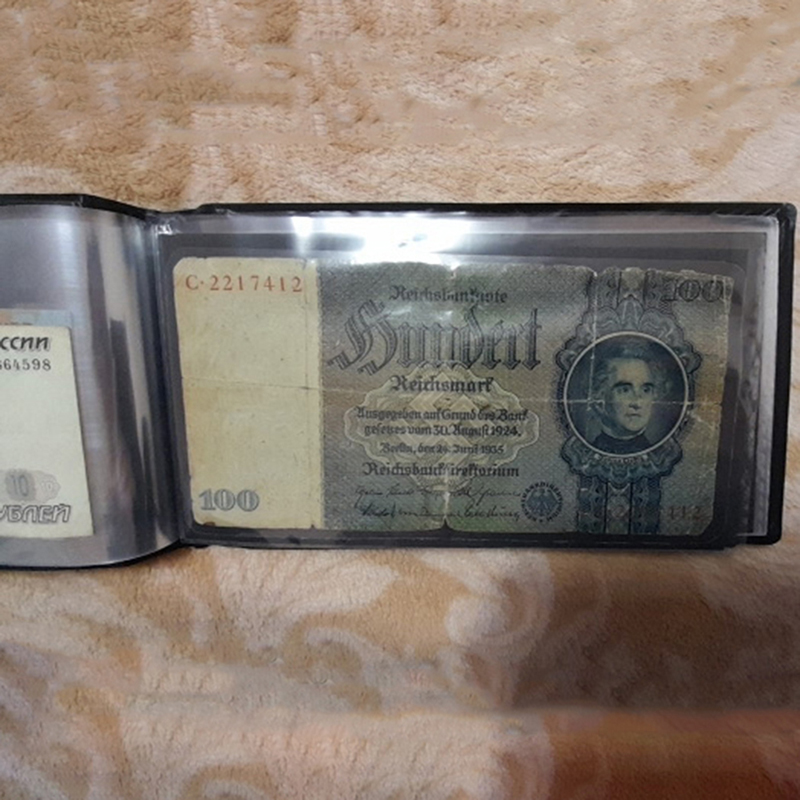 ссии
664598
10
УБЛЕЙ
C·2217412
Reichsbanknote
100
Hundert
Reichsmark
Ausgegeben auf Grund des Bank
gesetzes vom 30. August 1924.
Berlin, den 24. Juni 1935
Reichsbankdirektorium
100